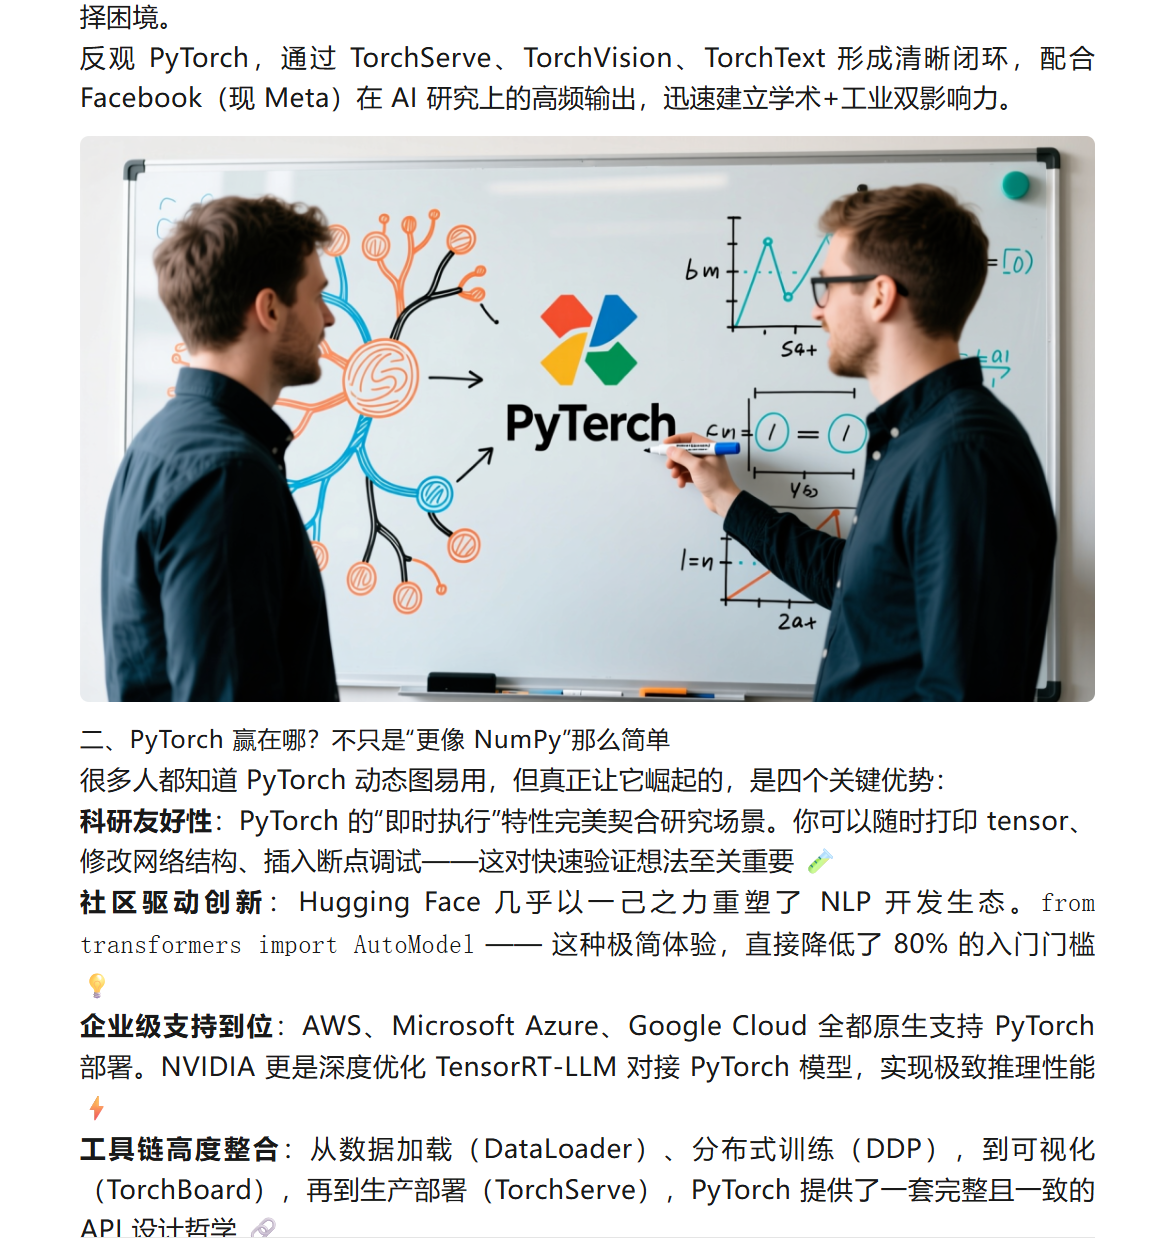 择困境。
反观 PyTorch，通过 TorchServe、TorchVision、TorchText 形成清晰闭环，配合
Facebook（现 Meta）在 AI 研究上的高频输出，迅速建立学术+工业双影响力。
bm
=
54+
PyTerch
cn=
1 = 1
y60
l=n
2a+
二、PyTorch 赢在哪？不只是“更像 NumPy”那么简单
很多人都知道 PyTorch 动态图易用，但真正让它崛起的，是四个关键优势：
科研友好性：PyTorch 的“即时执行”特性完美契合研究场景。你可以随时打印 tensor、
修改网络结构、插入断点调试——这对快速验证想法至关重要 🧪
社区驱动创新：Hugging Face 几乎以一己之力重塑了 NLP 开发生态。from
transformers import AutoModel —— 这种极简体验，直接降低了 80% 的入门门槛
💡
企业级支持到位：AWS、Microsoft Azure、Google Cloud 全都原生支持 PyTorch
部署。NVIDIA 更是深度优化 TensorRT-LLM 对接 PyTorch 模型，实现极致推理性能
⚡
工具链高度整合：从数据加载（DataLoader）、分布式训练（DDP），到可视化
（TorchBoard），再到生产部署（TorchServe），PyTorch 提供了一套完整且一致的
API 设计哲学 🔗